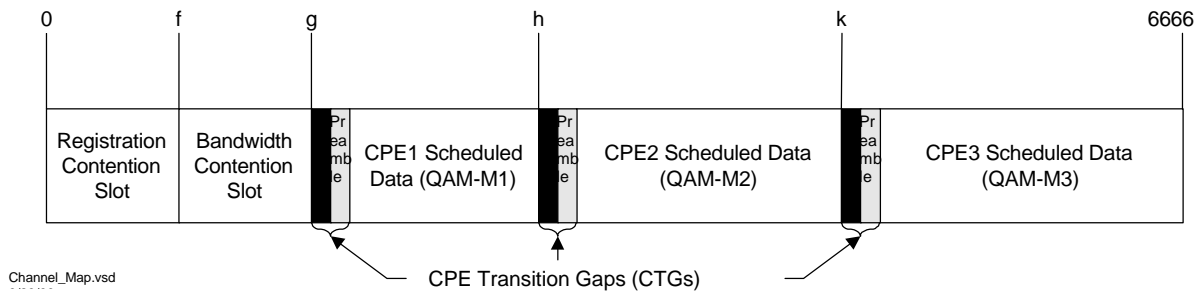 0 f g h k 6666
Registration
Contention
Slot
Bandwidth
Contention
Slot
Pr
ea
mb
le
CPE1 Scheduled
Data (QAM-M1)
Pr
ea
mb
le
CPE2 Scheduled Data
(QAM-M2)
Pr
ea
mb
le
CPE3 Scheduled Data
(QAM-M3)
CPE Transition Gaps (CTGs)
Channel_Map.vsd